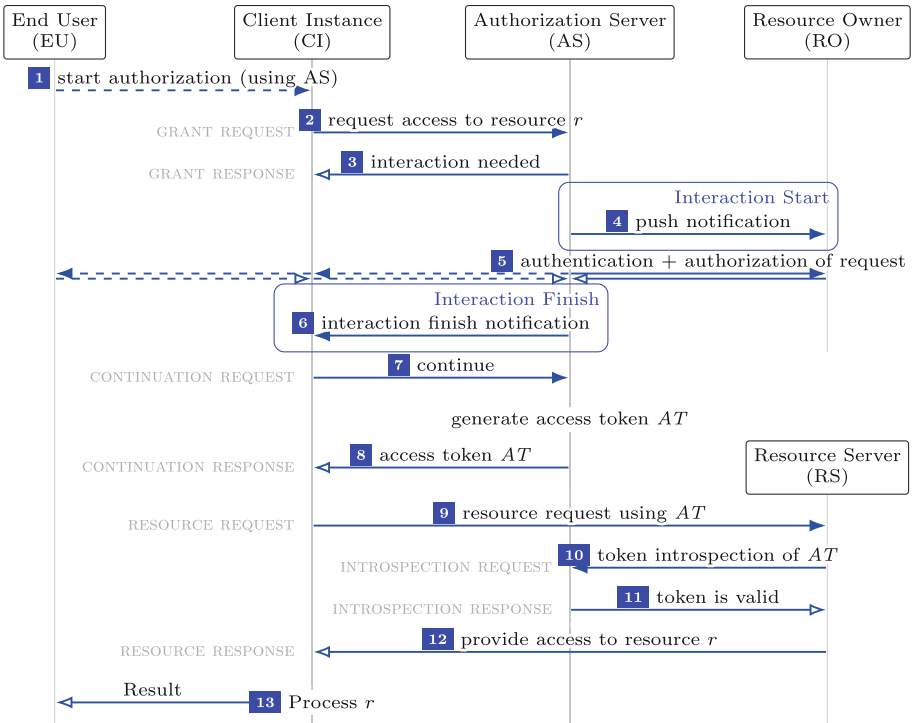 End User
(EU)
Client Instance
(CI)
Authorization Server
(AS)
Resource Owner
(RO)
1 start authorization (using AS)
2 request access to resource r
GRANT REQUEST
3 interaction needed
GRANT RESPONSE
Interaction Start
4 push notification
5 authentication + authorization of request
Interaction Finish
6 interaction finish notification
7 continue
CONTINUATION REQUEST
generate access token AT
8 access token AT
CONTINUATION RESPONSE
Resource Server
(RS)
9 resource request using AT
RESOURCE REQUEST
10 token introspection of AT
INTROSPECTION REQUEST
11 token is valid
INTROSPECTION RESPONSE
12 provide access to resource r
RESOURCE RESPONSE
Result
13 Process r